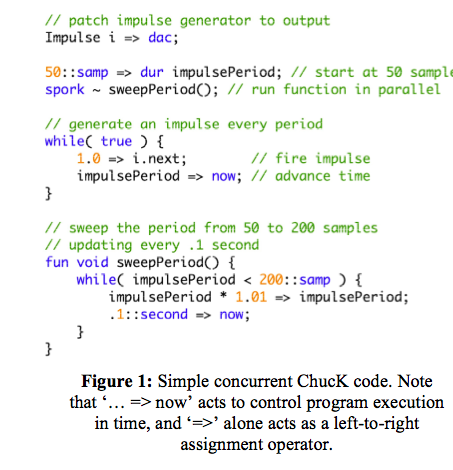 // patch impulse generator to output
Impulse i => dac;
50::samp => dur impulsePeriod; // start at 50 sample
spork ~ sweepPeriod(); // run function in parallel
// generate an impulse every period
while( true ) {
1.0 => i.next; // fire impulse
impulsePeriod => now; // advance time
}
// sweep the period from 50 to 200 samples
// updating every .1 second
fun void sweepPeriod() {
while( impulsePeriod < 200::samp ) {
impulsePeriod * 1.01 => impulsePeriod;
.1::second => now;
}
}
Figure 1: Simple concurrent ChucK code. Note
that ‘… => now’ acts to control program execution
in time, and ‘=>’ alone acts as a left-to-right
assignment operator.